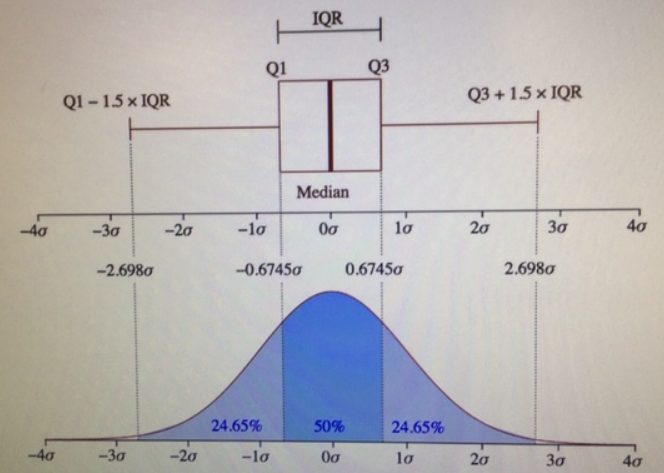 IQR
Q1 Q3
Q1 − 1.5 × IQR Q3 + 1.5 × IQR
Median
−4σ −3σ −2σ −1σ 0σ 1σ 2σ 3σ 4σ
−2.698σ −0.6745σ 0.6745σ 2.698σ
24.65% 50% 24.65%
−4σ −3σ −2σ −1σ 0σ 1σ 2σ 3σ 4σ